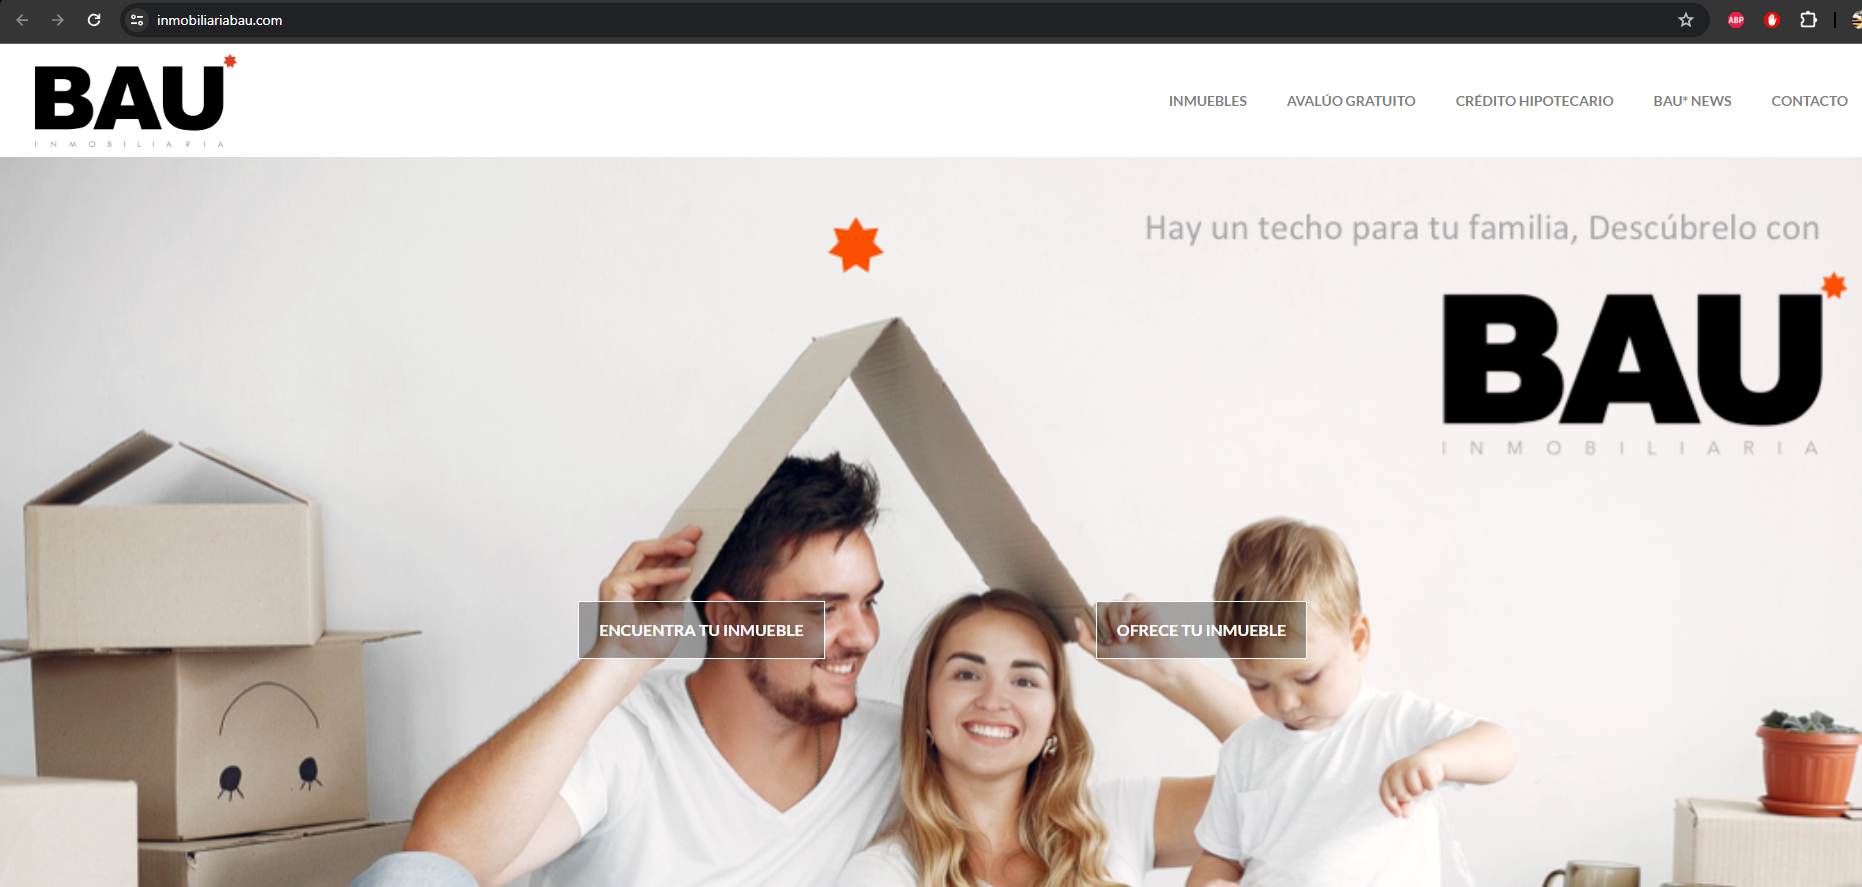 inmobiliariabau.com
ABP
BAU
INMOBILIARIA
INMUEBLES AVALÚO GRATUITO CRÉDITO HIPOTECARIO BAU* NEWS CONTACTO
Hay un techo para tu familia, Descúbrelo con
BAU
INMOBILIARIA
ENCUENTRA TU INMUEBLE
OFRECE TU INMUEBLE